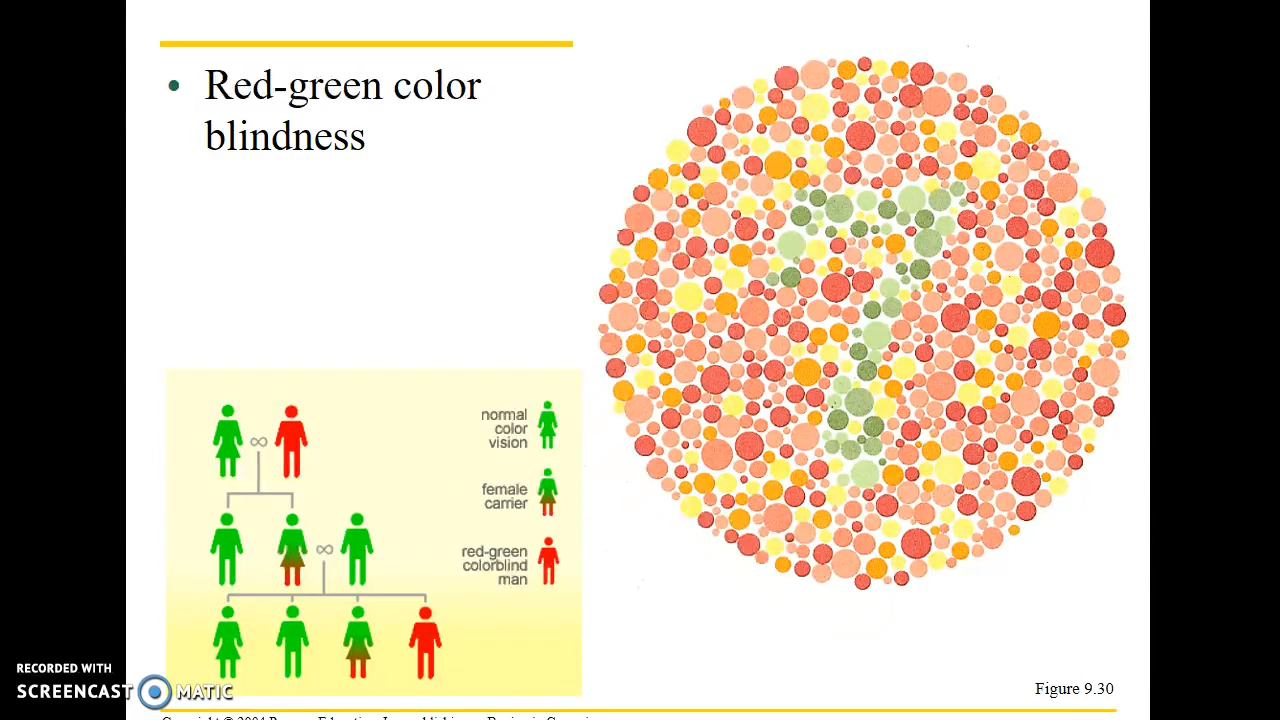 • Red-green color
blindness
normal
color
vision
female
carrier
red-green
colorblind
man
7
Figure 9.30
RECORDED WITH
SCREENCAST MATIC